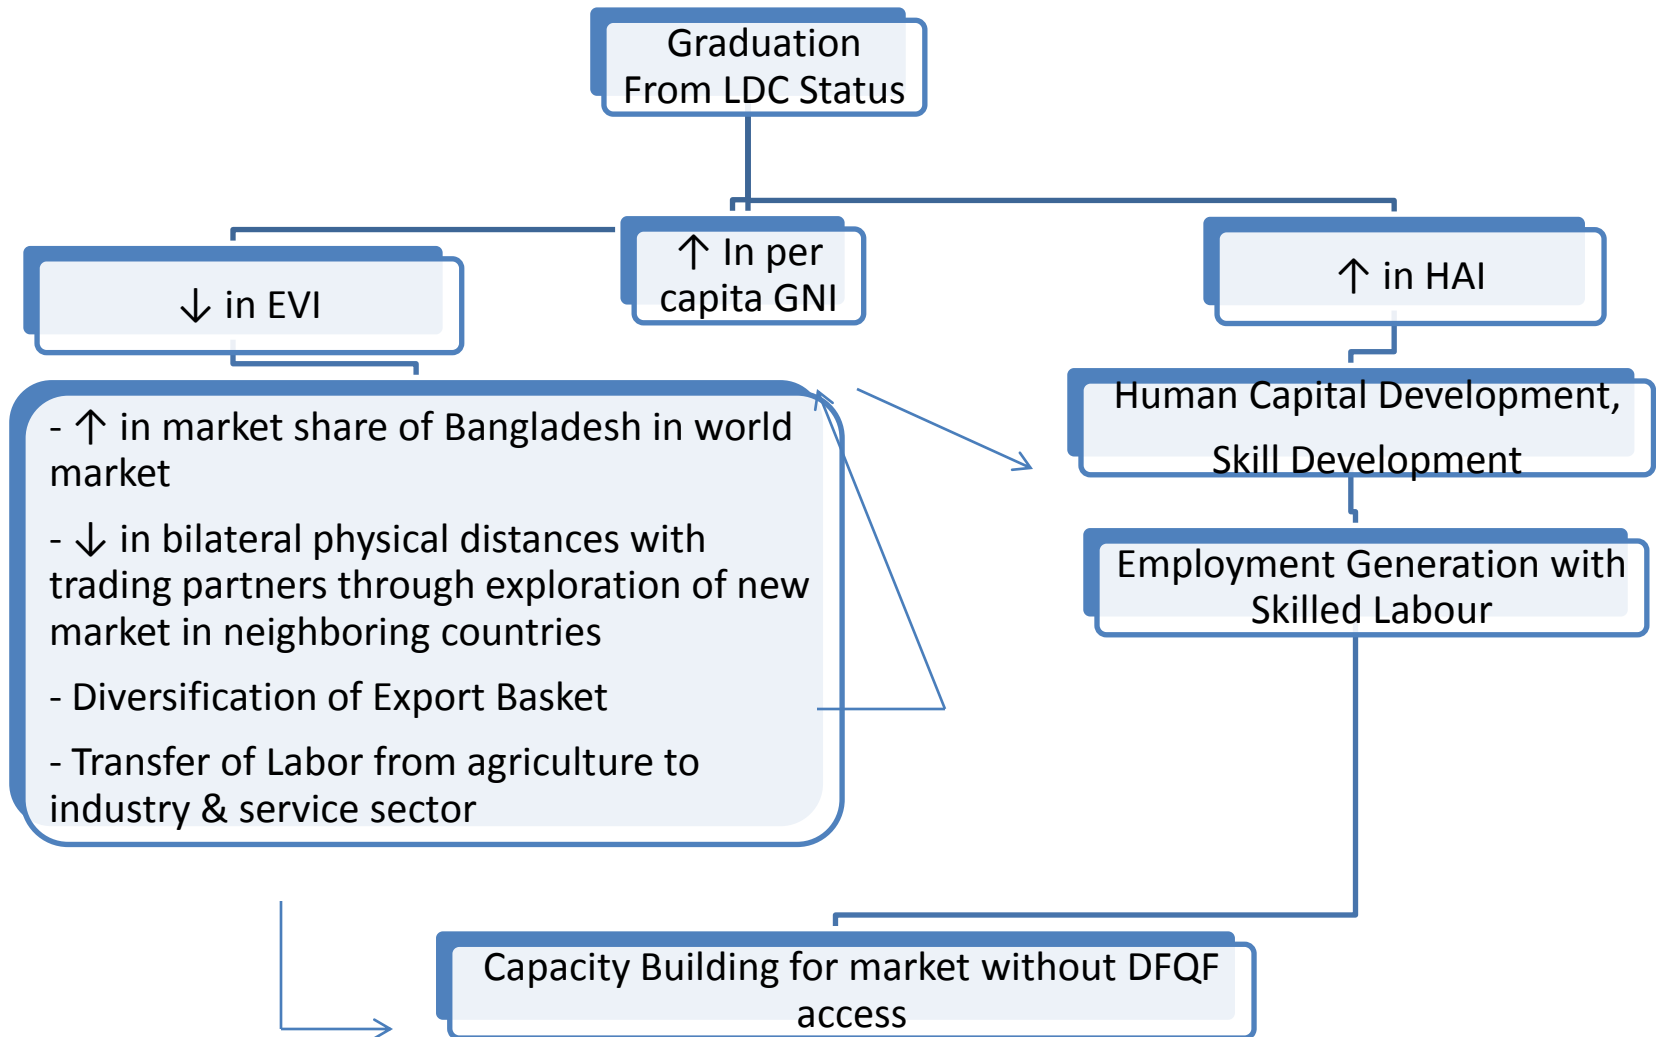 Graduation
From LDC Status
↓ in EVI
↑ In per
capita GNI
↑ in HAI
- ↑ in market share of Bangladesh in world
market
- ↓ in bilateral physical distances with
trading partners through exploration of new
market in neighboring countries
- Diversification of Export Basket
- Transfer of Labor from agriculture to
industry & service sector
Human Capital Development,
Skill Development
Employment Generation with
Skilled Labour
Capacity Building for market without DFQF
access